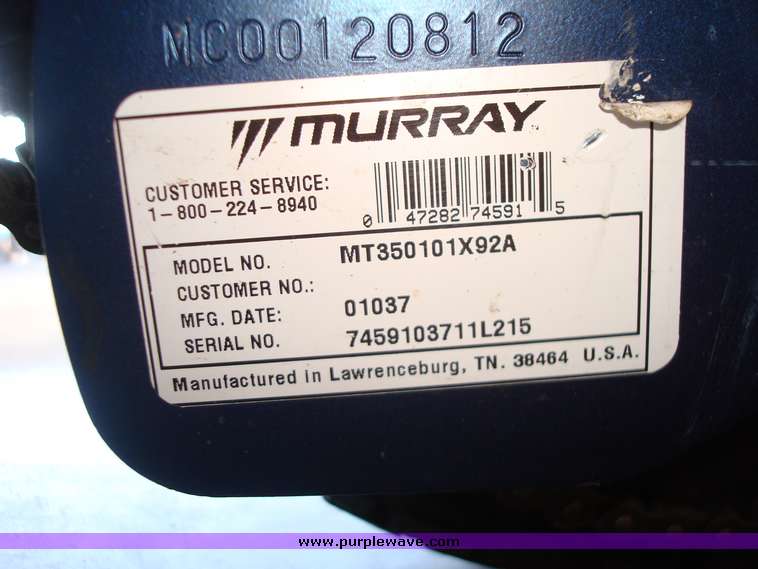 MC00120812
MURRAY
CUSTOMER SERVICE:
1-800-224-8940
0 47282 74591 5
MODEL NO. MT350101X92A
CUSTOMER NO.:
MFG. DATE: 01037
SERIAL NO. 7459103711L215
Manufactured in Lawrenceburg, TN. 38464 U.S.A.
www.purplewave.com